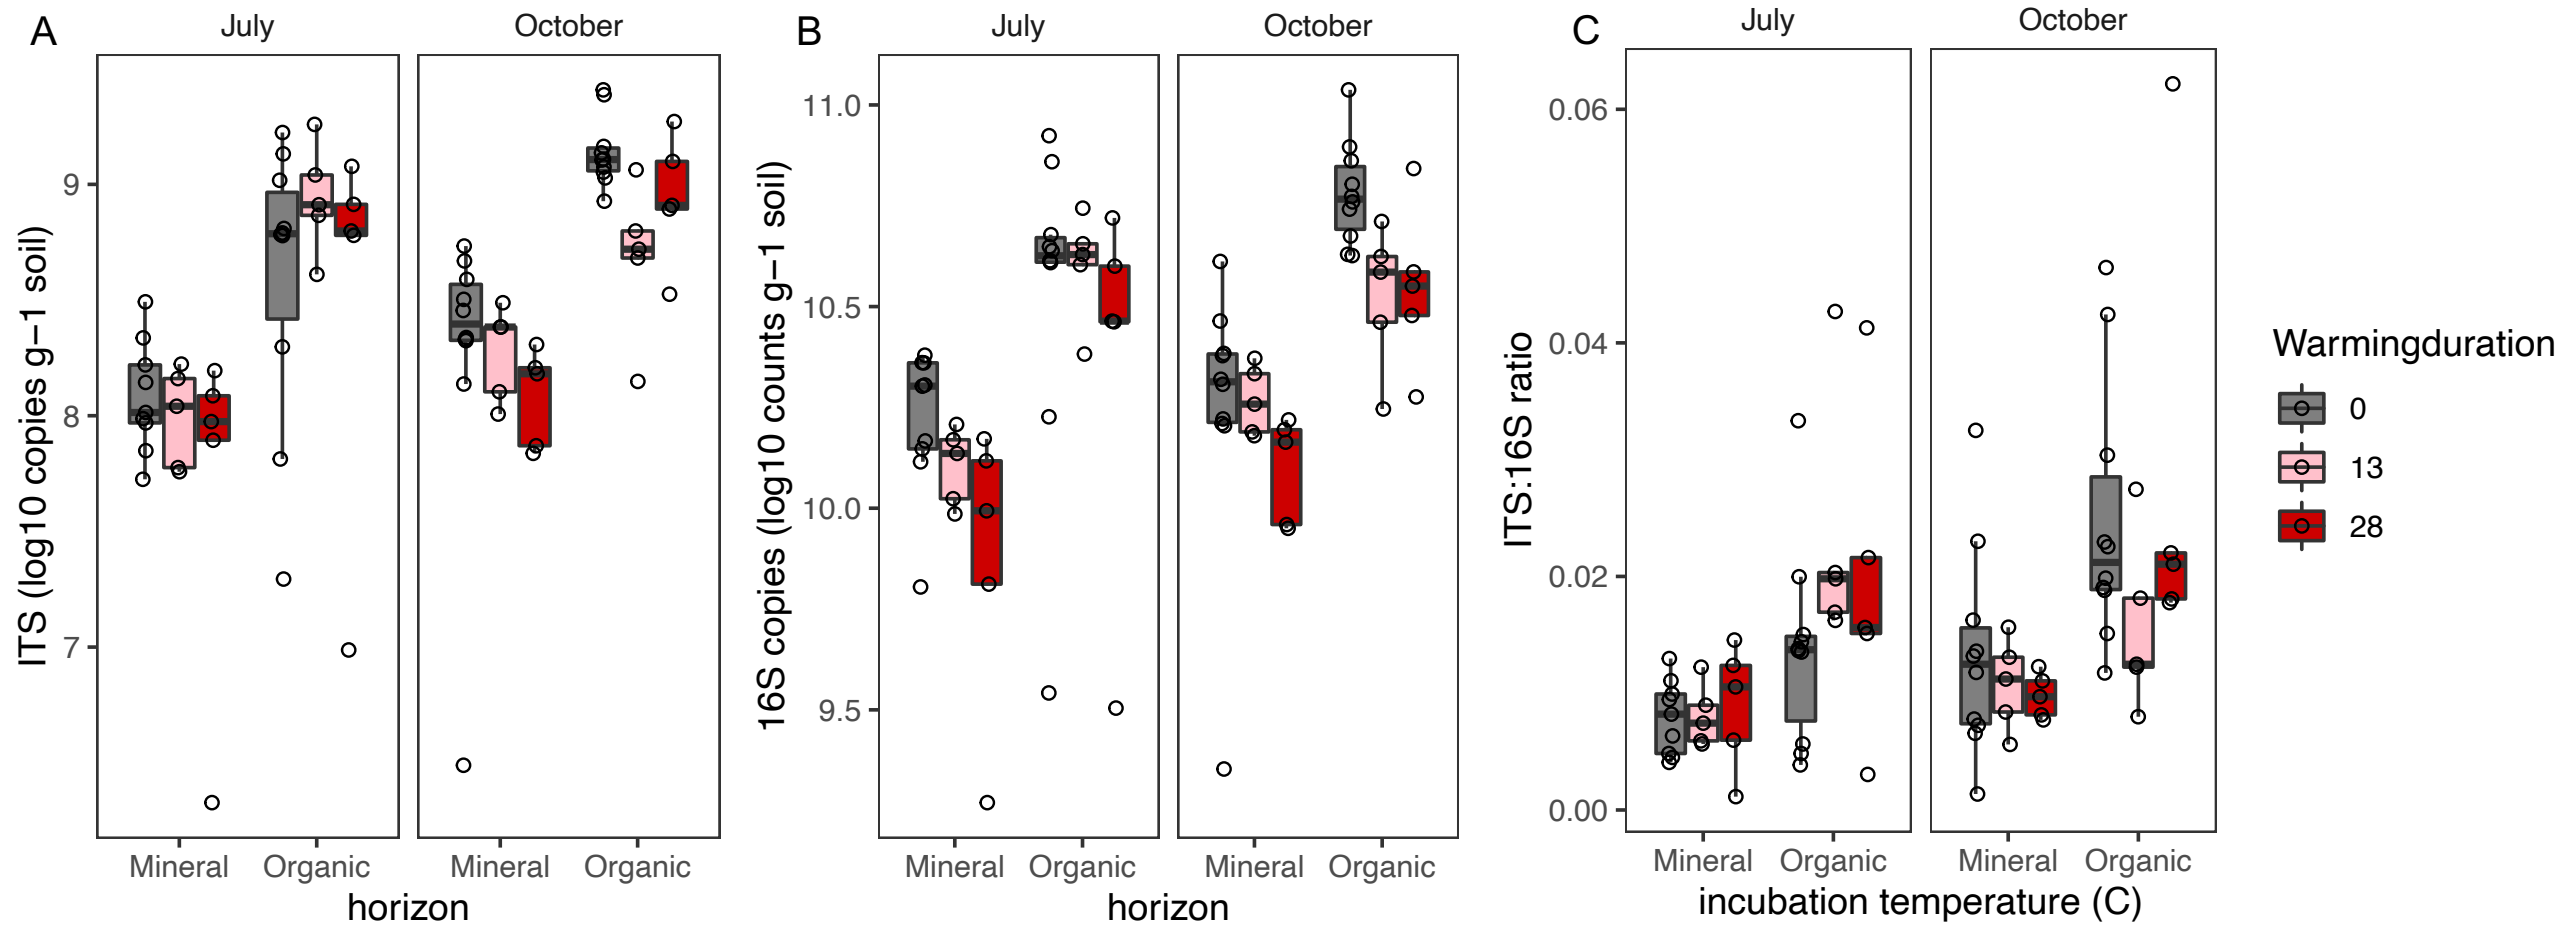 A
July
October
ITS (log10 copies g−1 soil)
9
8
7
Mineral
Organic
Mineral
Organic
horizon
B
July
October
16S copies (log10 counts g−1 soil)
11.0
10.5
10.0
9.5
Mineral
Organic
Mineral
Organic
horizon
C
July
October
ITS:16S ratio
0.06
0.04
0.02
0.00
Mineral
Organic
Mineral
Organic
incubation temperature (C)
Warmingduration
0
13
28